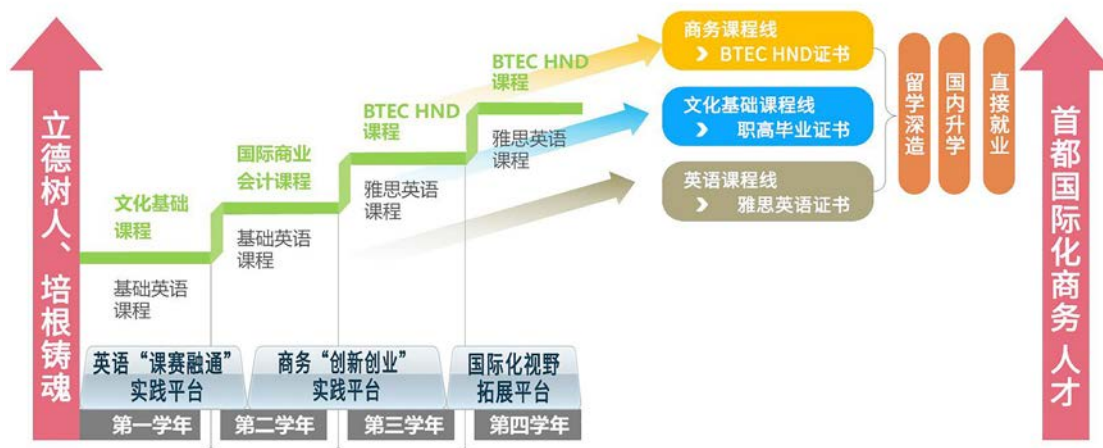 立德树人、培根铸魂
文化基础
课程
基础英语
课程
国际商业
会计课程
基础英语
课程
BTEC HND
课程
雅思英语
课程
BTEC HND
课程
雅思英语
课程
英语“课赛融通”
实践平台
商务“创新创业”
实践平台
国际化视野
拓展平台
第一学年
第二学年
第三学年
第四学年
商务课程线
BTEC HND证书
文化基础课程线
职高毕业证书
英语课程线
雅思英语证书
留学深造
国内升学
直接就业
首都国际化商务 人才